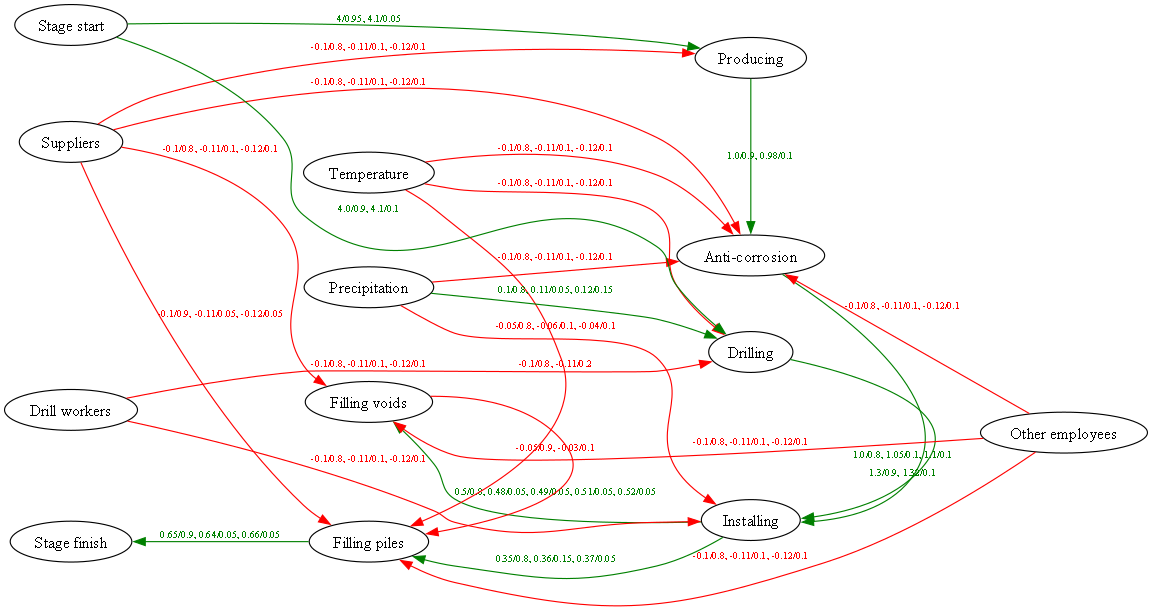 Stage start
4/0.95, 4.1/0.05
-0.1/0.8, -0.11/0.1, -0.12/0.1
Producing
-0.1/0.8, -0.11/0.1, -0.12/0.1
Suppliers
-0.1/0.8, -0.11/0.1, -0.12/0.1
-0.1/0.8, -0.11/0.1, -0.12/0.1
1.0/0.9, 0.98/0.1
Temperature
-0.1/0.8, -0.11/0.1, -0.12/0.1
4.0/0.9, 4.1/0.1
-0.1/0.8, -0.11/0.1, -0.12/0.1
Anti-corrosion
Precipitation
0.1/0.8, 0.11/0.05, 0.12/0.15
-0.1/0.8, -0.11/0.1, -0.12/0.1
-0.1/0.9, -0.11/0.05, -0.12/0.05
-0.05/0.8, -0.06/0.1, -0.04/0.1
Drilling
-0.1/0.8, -0.11/0.1, -0.12/0.1
-0.1/0.8, -0.11/0.2
Filling voids
Drill workers
Other employees
-0.05/0.9, -0.03/0.1
-0.1/0.8, -0.11/0.1, -0.12/0.1
-0.1/0.8, -0.11/0.1, -0.12/0.1
1.0/0.8, 1.05/0.1, 1.1/0.1
1.3/0.9, 1.32/0.1
0.5/0.8, 0.48/0.05, 0.49/0.05, 0.51/0.05, 0.52/0.05
Installing
Stage finish
0.65/0.9, 0.64/0.05, 0.66/0.05
Filling piles
0.35/0.8, 0.36/0.15, 0.37/0.05
-0.1/0.8, -0.11/0.1, -0.12/0.1